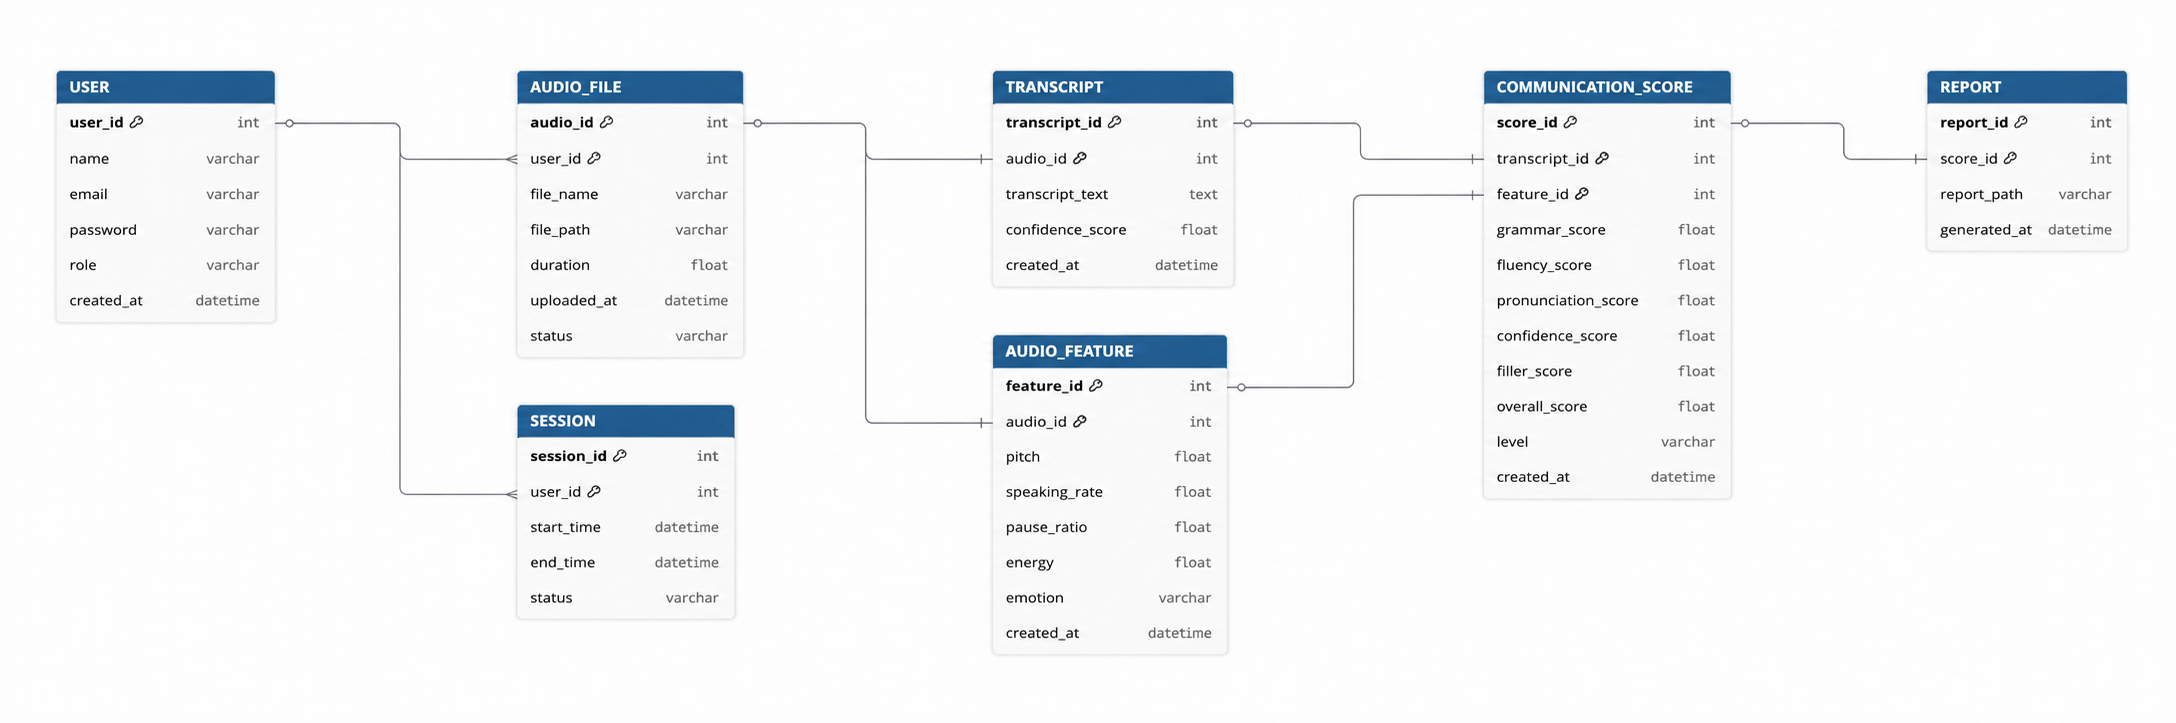 USER
user_id int
name varchar
email varchar
password varchar
role varchar
created_at datetime
AUDIO_FILE
audio_id int
user_id int
file_name varchar
file_path varchar
duration float
uploaded_at datetime
status varchar
SESSION
session_id int
user_id int
start_time datetime
end_time datetime
status varchar
TRANSCRIPT
transcript_id int
audio_id int
transcript_text text
confidence_score float
created_at datetime
AUDIO_FEATURE
feature_id int
audio_id int
pitch float
speaking_rate float
pause_ratio float
energy float
emotion varchar
created_at datetime
COMMUNICATION_SCORE
score_id int
transcript_id int
feature_id int
grammar_score float
fluency_score float
pronunciation_score float
confidence_score float
filler_score float
overall_score float
level varchar
created_at datetime
REPORT
report_id int
score_id int
report_path varchar
generated_at datetime